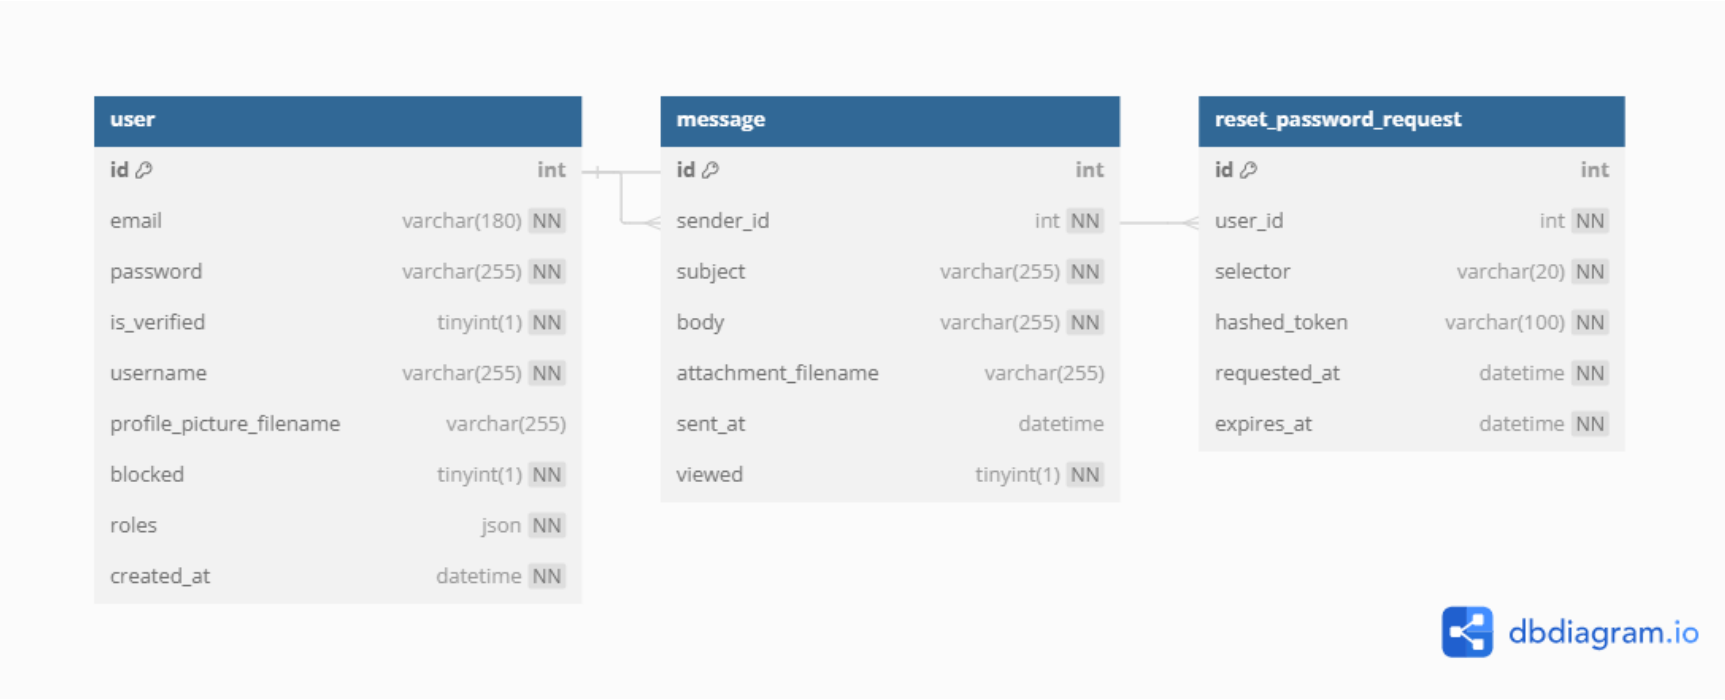 user
id int
email varchar(180) NN
password varchar(255) NN
is_verified tinyint(1) NN
username varchar(255) NN
profile_picture_filename varchar(255)
blocked tinyint(1) NN
roles json NN
created_at datetime NN
message
id int
sender_id int NN
subject varchar(255) NN
body varchar(255) NN
attachment_filename varchar(255)
sent_at datetime
viewed tinyint(1) NN
reset_password_request
id int
user_id int NN
selector varchar(20) NN
hashed_token varchar(100) NN
requested_at datetime NN
expires_at datetime NN
dbdiagram.io